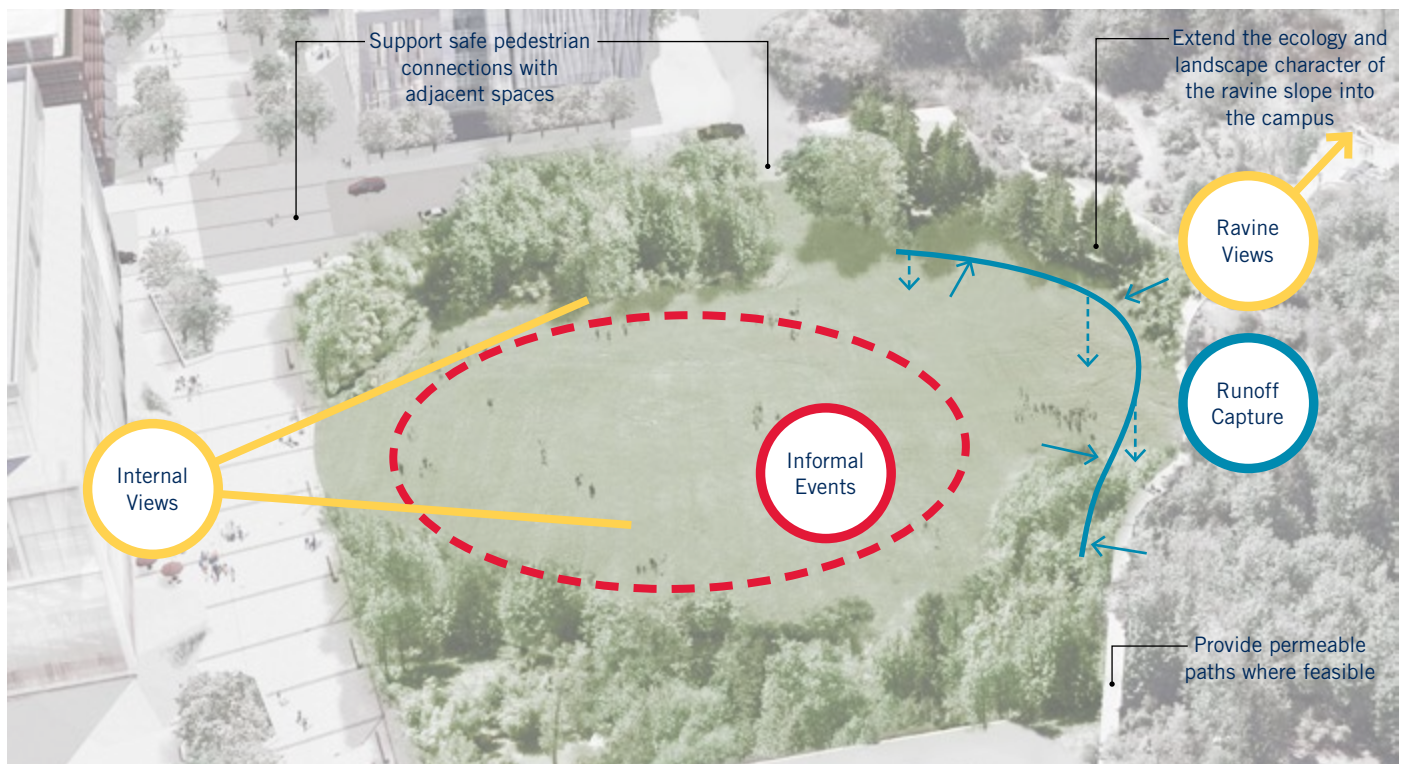 Support safe pedestrian
connections with
adjacent spaces
Extend the ecology and
landscape character of
the ravine slope into
the campus
Ravine
Views
Runoff
Capture
Internal
Views
Informal
Events
Provide permeable
paths where feasible